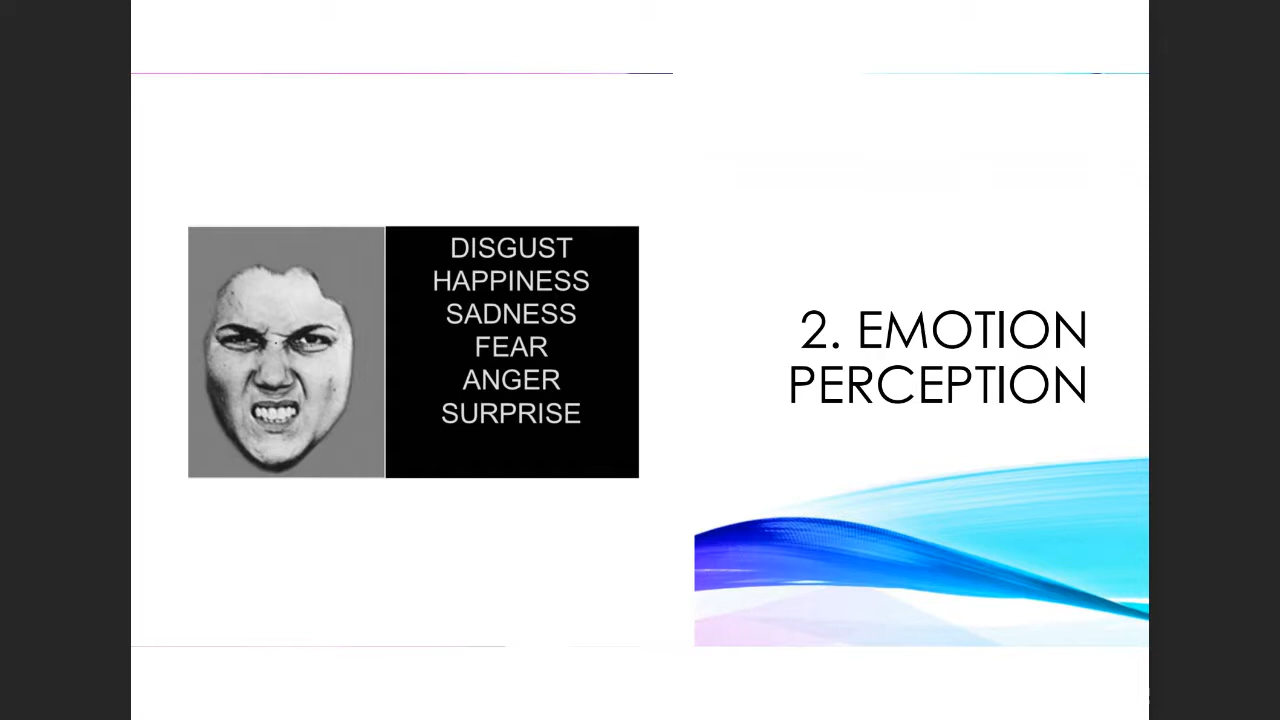 DISGUST
HAPPINESS
SADNESS
FEAR
ANGER
SURPRISE
2. EMOTION
PERCEPTION